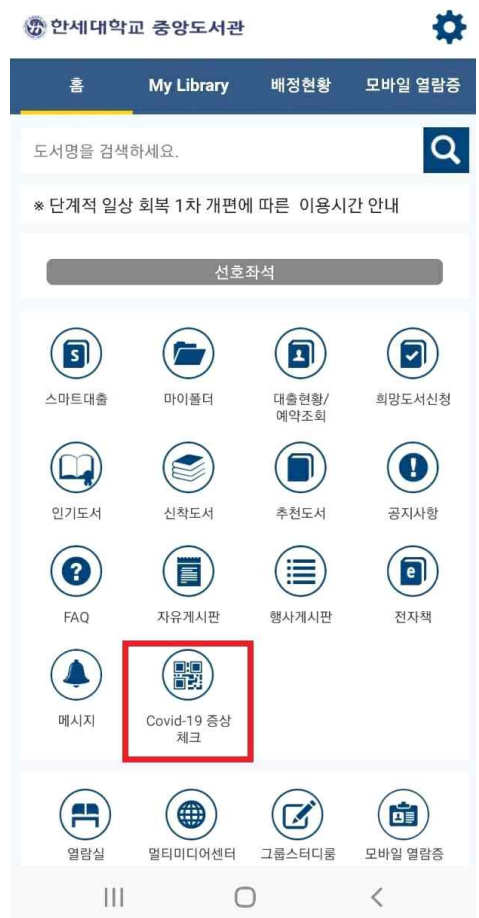 한세대학교 중앙도서관
홈 My Library 배정현황 모바일 열람증
도서명을 검색하세요.
※ 단계적 일상 회복 1차 개편에 따른 이용시간 안내
선호좌석
스마트대출 마이폴더 대출현황/ 희망도서신청
예약조회
인기도서 신착도서 추천도서 공지사항
FAQ 자유게시판 행사게시판 전자책
메시지 Covid-19 증상
체크
열람실 멀티미디어센터 그룹스터디룸 모바일 열람증